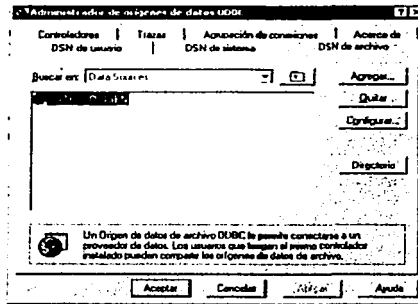 Administrador de orígenes de datos ODBC
Controladores Trazas Agrupación de conexiones Acerca de
DSN de usuario DSN de sistema DSN de archivo
Buscar en: Data Sources
Agregar...
Quitar
Configurar...
Directorio
Un Origen de datos de archivo ODBC le permite conectarse a un
proveedor de datos. Los usuarios que tengan el mismo controlador
instalado pueden compartir los orígenes de datos de archivo.
Aceptar Cancelar Aplicar Ayuda